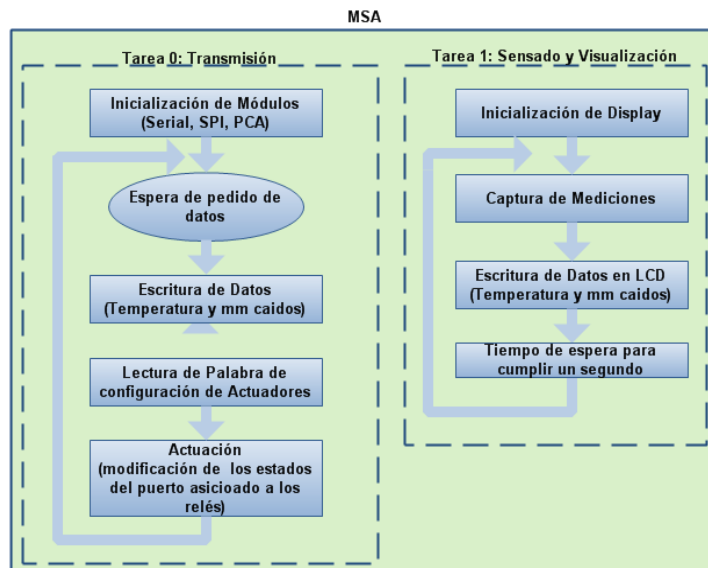 MSA
Tarea 0: Transmisión
Inicialización de Módulos
(Serial, SPI, PCA)
Espera de pedido de
datos
Escritura de Datos
(Temperatura y mm caidos)
Lectura de Palabra de
configuración de Actuadores
Actuación
(modificación de los estados
del puerto asicioado a los
relés)
Tarea 1: Sensado y Visualización
Inicialización de Display
Captura de Mediciones
Escritura de Datos en LCD
(Temperatura y mm caidos)
Tiempo de espera para
cumplir un segundo